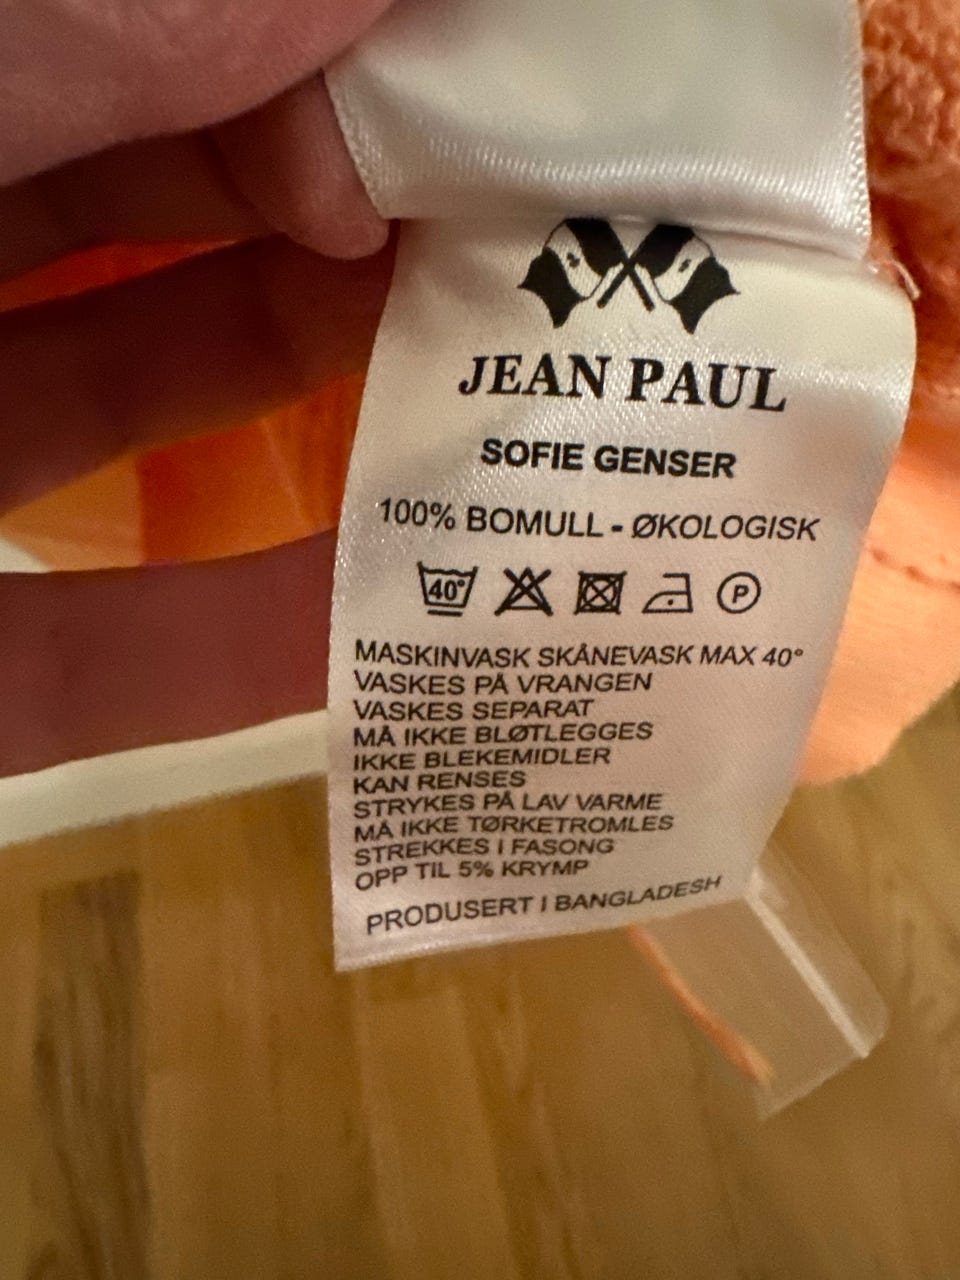 JEAN PAUL
SOFIE GENSER
100% BOMULL - ØKOLOGISK
40° P
MASKINVASK SKÅNEVASK MAX 40°
VASKES PÅ VRANGEN
VASKES SEPARAT
MÅ IKKE BLØTLEGGES
IKKE BLEKEMIDLER
KAN RENSES
STRYKES PÅ LAV VARME
MÅ IKKE TØRKETROMLES
STREKKES I FASONG
OPP TIL 5% KRYMP
PRODUSERT I BANGLADESH